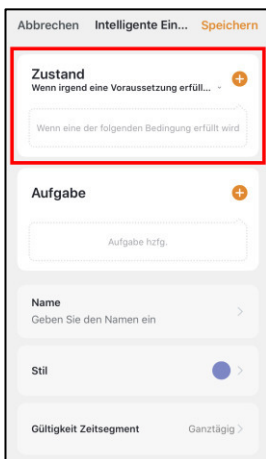 Abbrechen Intelligente Ein... Speichern
Zustand
Wenn irgend eine Voraussetzung erfüll...
Wenn eine der folgenden Bedingung erfüllt wird
Aufgabe
Aufgabe hzfg.
Name
Geben Sie den Namen ein
Stil
Gültigkeit Zeitsegment Ganztägig